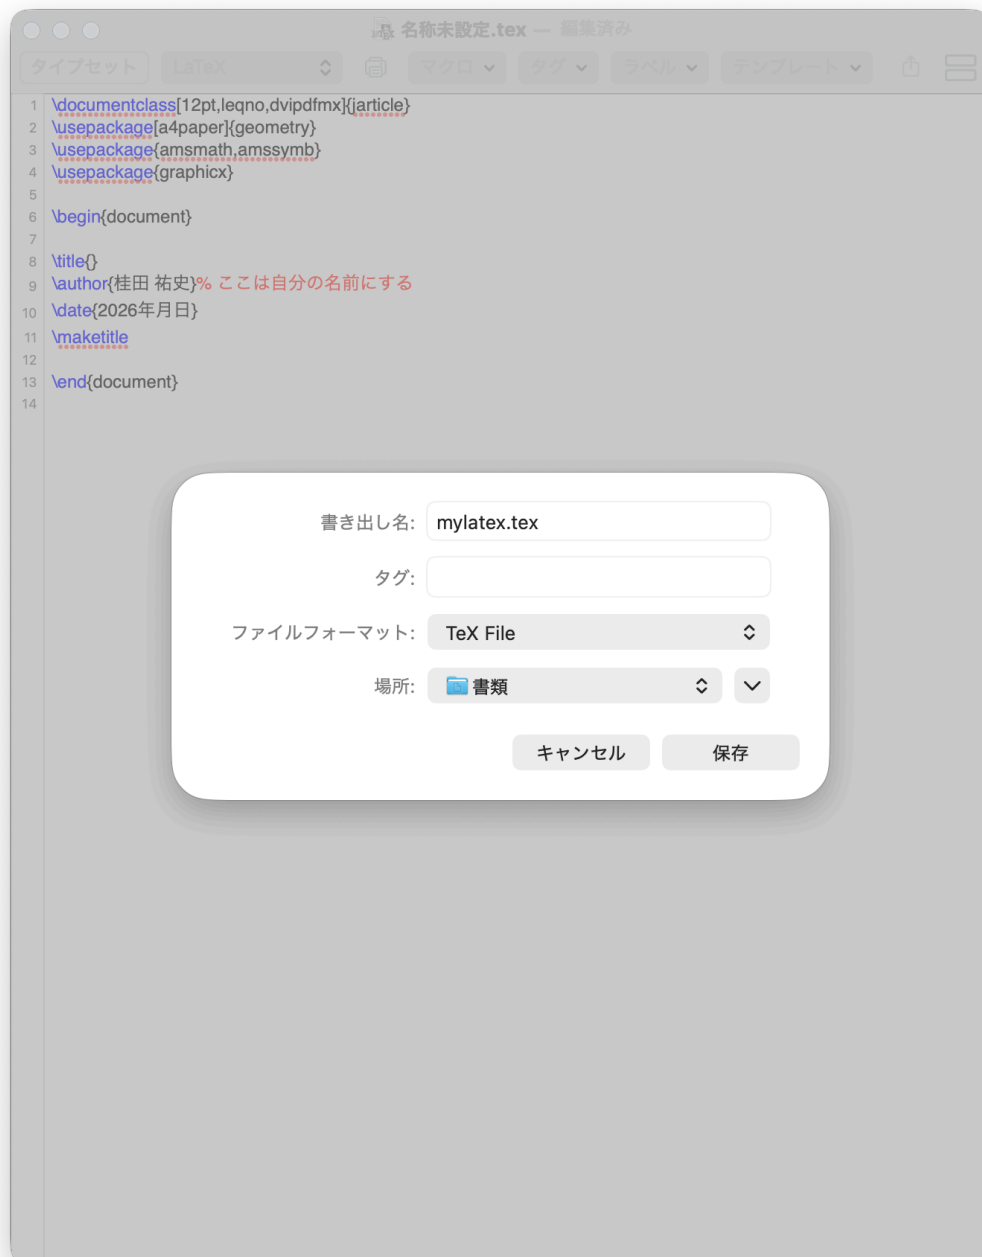 名称未設定.tex — 編集済み
タイプセット LaTeX マクロ タグ ラベル テンプレート
1 \documentclass[12pt,leqno,dvipdfmx]{jarticle}
2 \usepackage[a4paper]{geometry}
3 \usepackage{amsmath,amssymb}
4 \usepackage{graphicx}
5
6 \begin{document}
7
8 \title{}
9 \author{桂田 祐史}% ここは自分の名前にする
10 \date{2026年月日}
11 \maketitle
12
13 \end{document}
14
書き出し名: mylatex.tex
タグ:
ファイルフォーマット: TeX File
場所: 書類
キャンセル 保存